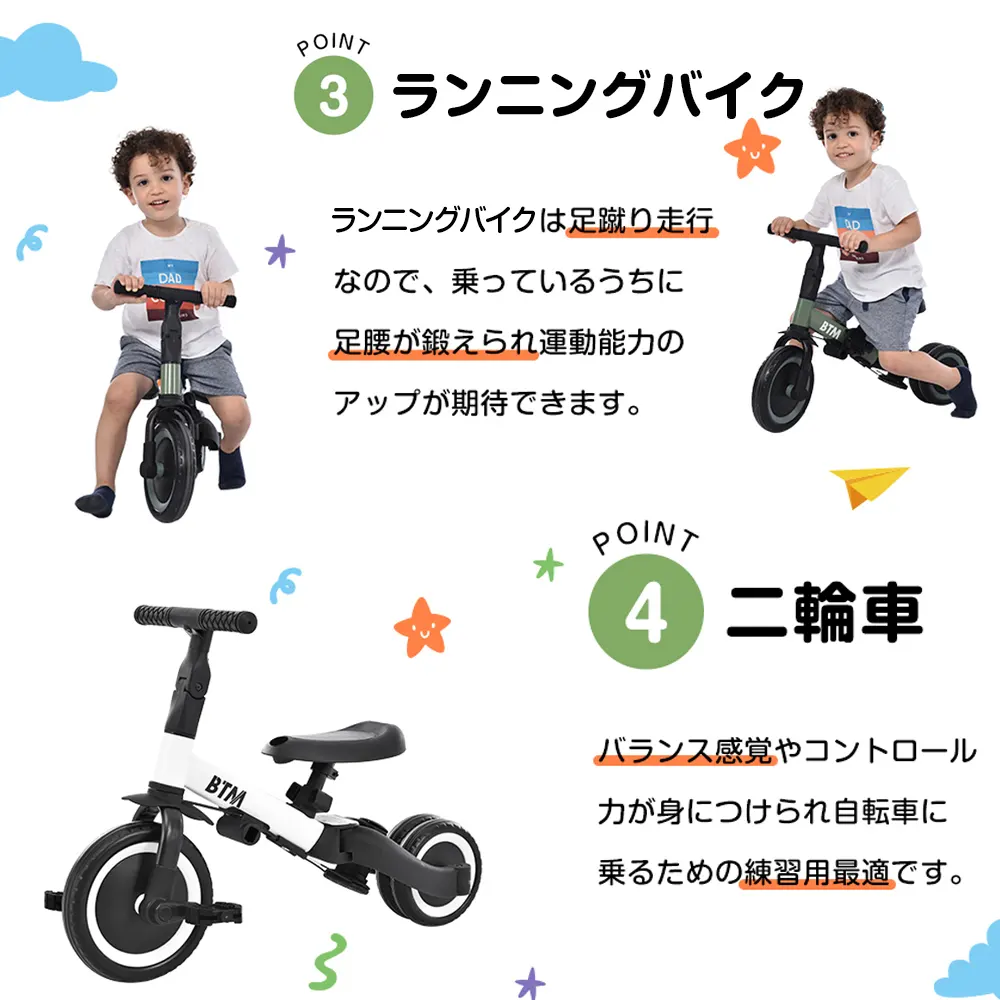 POINT
3 ランニングバイク
ランニングバイクは足蹴り走行
なので、乗っているうちに
足腰が鍛えられ運動能力の
アップが期待できます。
DAD
BTM
POINT
4 二輪車
BTM
バランス感覚やコントロール
力が身につけられ自転車に
乗るための練習用最適です。